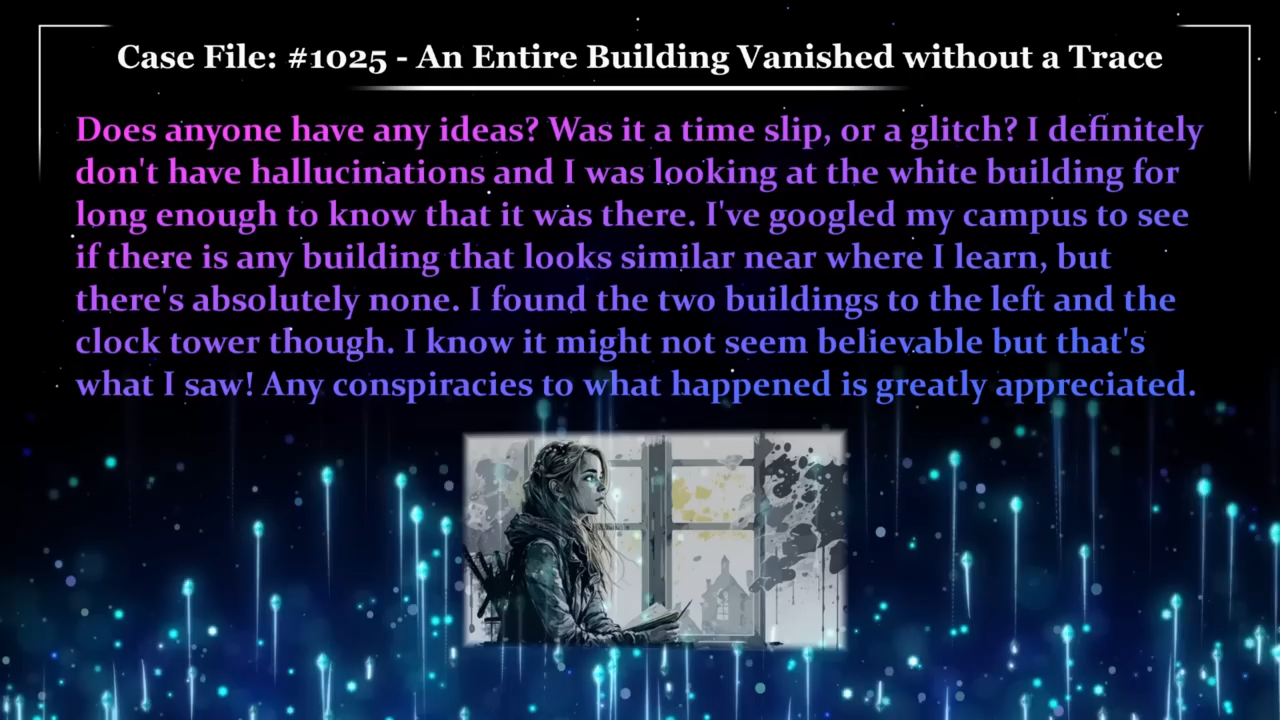 Case File: #1025 - An Entire Building Vanished without a Trace
Does anyone have any ideas? Was it a time slip, or a glitch? I definitely
don't have hallucinations and I was looking at the white building for
long enough to know that it was there. I've googled my campus to see
if there is any building that looks similar near where I learn, but
there's absolutely none. I found the two buildings to the left and the
clock tower though. I know it might not seem believable but that's
what I saw! Any conspiracies to what happened is greatly appreciated.